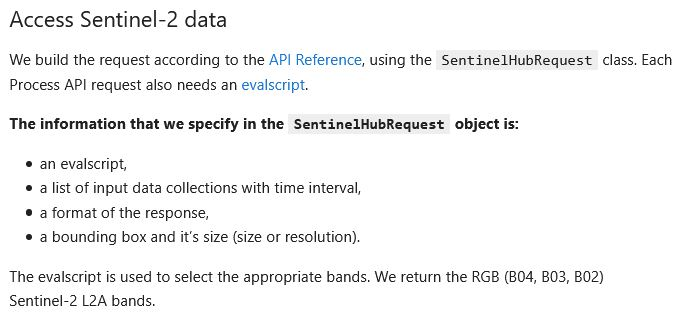 Access Sentinel-2 data
We build the request according to the API Reference, using the SentinelHubRequest class. Each
Process API request also needs an evalscript.
The information that we specify in the SentinelHubRequest object is:
• an evalscript,
• a list of input data collections with time interval,
• a format of the response,
• a bounding box and it's size (size or resolution).
The evalscript is used to select the appropriate bands. We return the RGB (B04, B03, B02)
Sentinel-2 L2A bands.